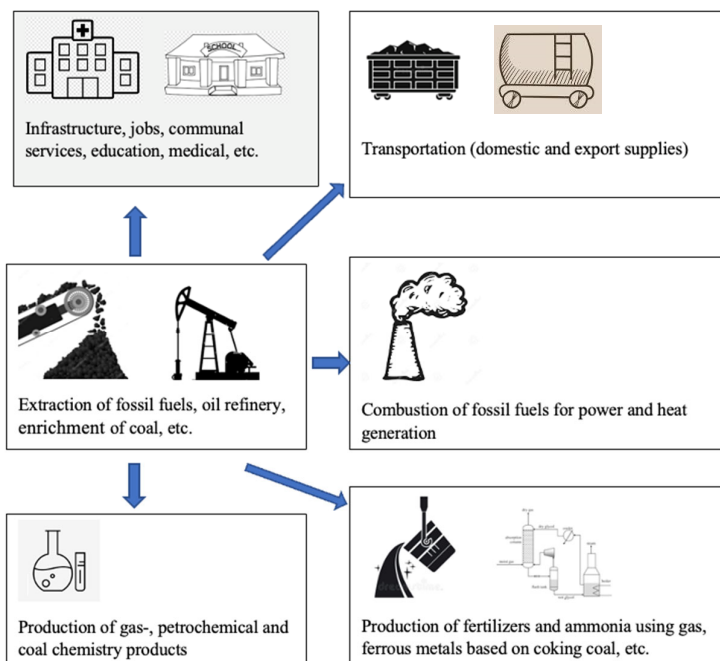 SCHOOL
Infrastructure, jobs, communal
services, education, medical, etc.
Transportation (domestic and export supplies)
Extraction of fossil fuels, oil refinery,
enrichment of coal, etc.
Combustion of fossil fuels for power and heat
generation
Production of gas-, petrochemical and
coal chemistry products
Production of fertilizers and ammonia using gas,
ferrous metals based on coking coal, etc.